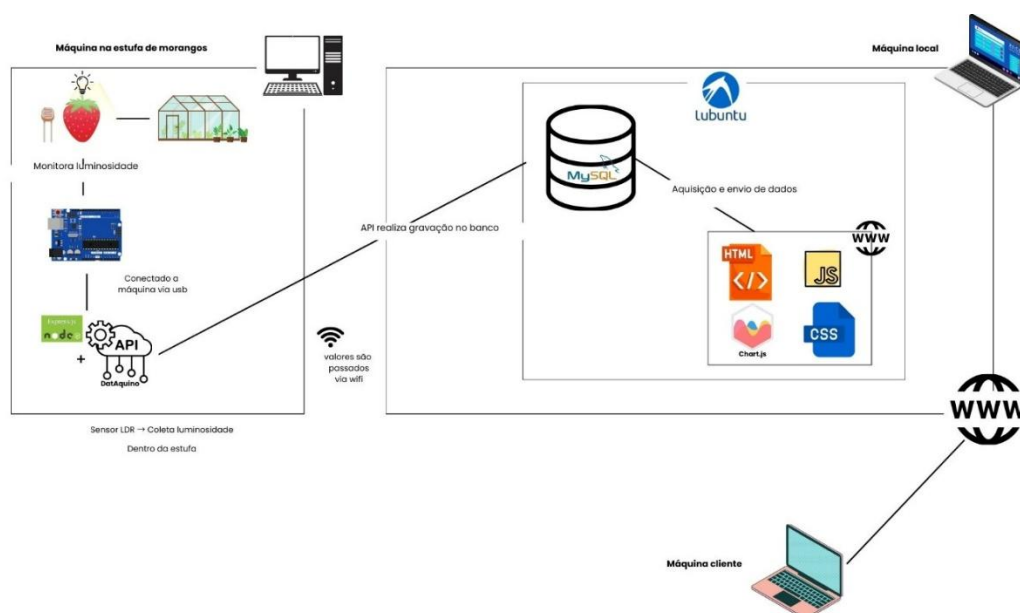 Máquina na estufa de morangos
Monitora luminosidade
Conectado a
máquina via usb
Express.js
node
+
API
DatAquino
Sensor LDR → Coleta luminosidade
Dentro da estufa
valores são
passados
via wifi
API realiza gravação no banco
Máquina local
lubuntu
MySQL
Aquisição e envio de dados
WWW
HTML
</>
JS
Chart.js
CSS
WWW
Máquina cliente